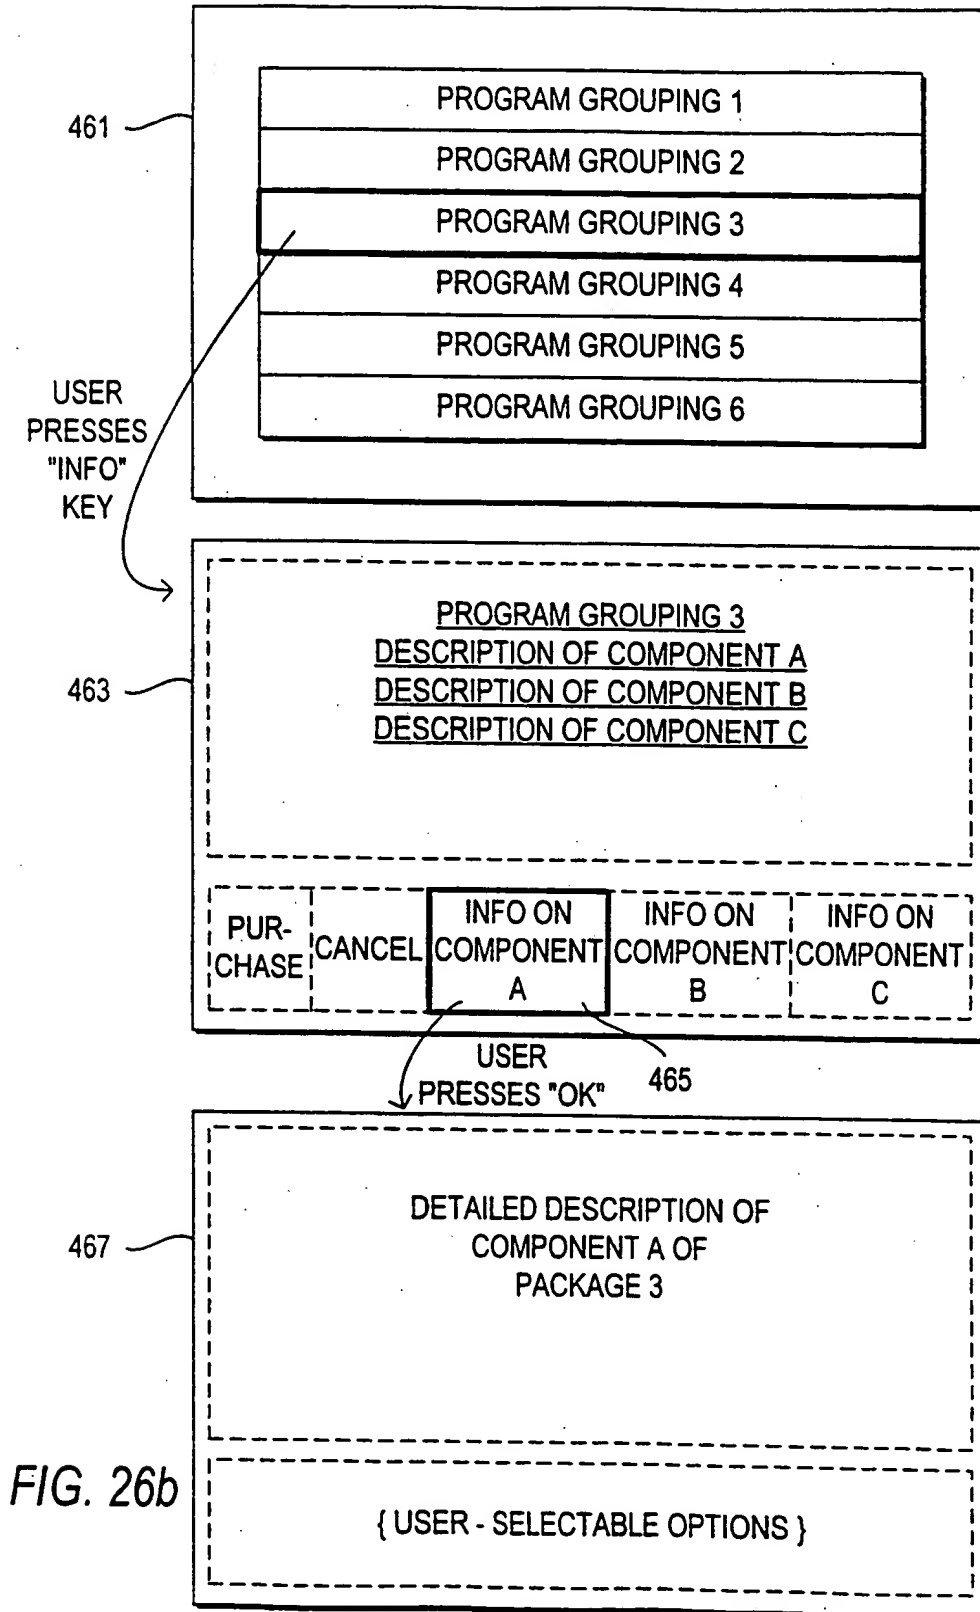 PROGRAM GROUPING 1
461
PROGRAM GROUPING 2
PROGRAM GROUPING 3
PROGRAM GROUPING 4
PROGRAM GROUPING 5
PROGRAM GROUPING 6
USER
PRESSES
"INFO"
KEY
PROGRAM GROUPING 3
DESCRIPTION OF COMPONENT A
463
DESCRIPTION OF COMPONENT B
DESCRIPTION OF COMPONENT C
PUR-
CHASE
CANCEL
INFO ON
COMPONENT
A
INFO ON
COMPONENT
B
INFO ON
COMPONENT
C
USER
PRESSES "OK"
465
DETAILED DESCRIPTION OF
COMPONENT A OF
PACKAGE 3
467
FIG. 26b
{ USER - SELECTABLE OPTIONS }